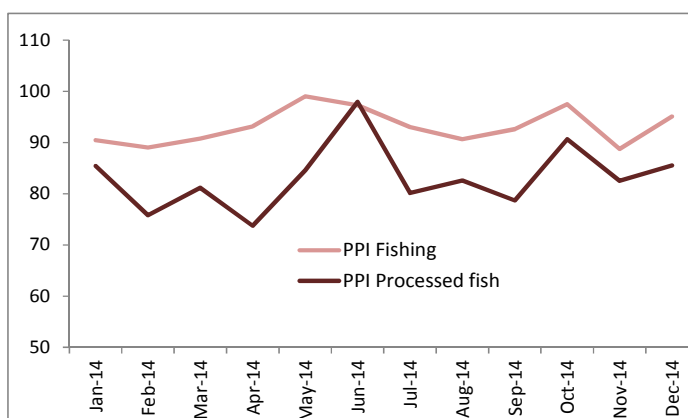 110
100
90
80
70
60
50
PPI Fishing
PPI Processed fish
Jan-14
Feb-14
Mar-14
Apr-14
May-14
Jun-14
Jul-14
Aug-14
Sep-14
Oct-14
Nov-14
Dec-14